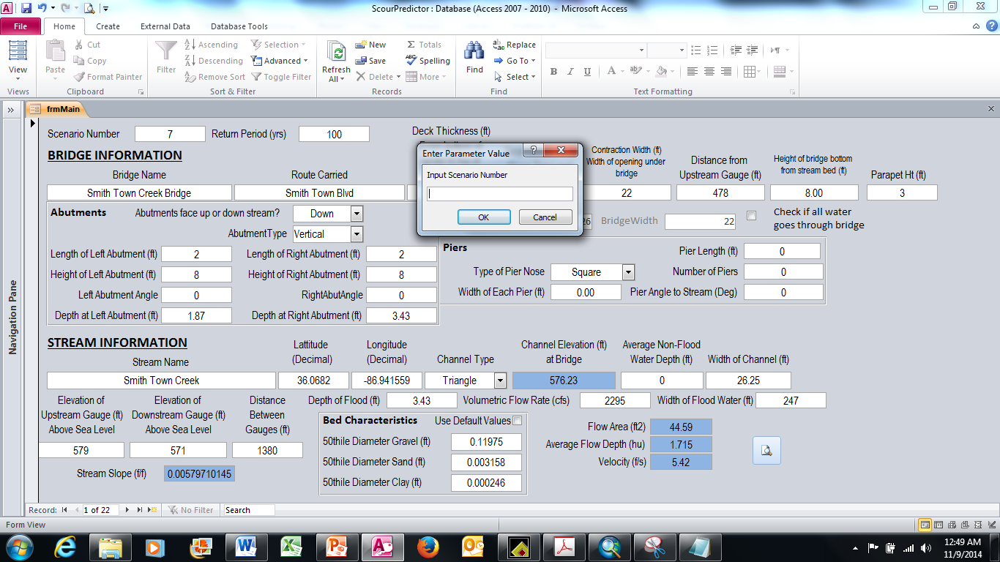 ScourPredictor : Database (Access 2007 - 2010) - Microsoft Access
File Home Create External Data Database Tools
View
Views
Paste
Cut
Copy
Format Painter
Clipboard
Filter
Ascending
Descending
Remove Sort
Selection
Advanced
Toggle Filter
Sort & Filter
Refresh All
New
Save
Delete
Totals
Spelling
More
Records
Find
Replace
Go To
Select
Find
Text Formatting
frmMain
Navigation Pane
Scenario Number 7 Return Period (yrs) 100 Deck Thickness (ft)
BRIDGE INFORMATION
Bridge Name
Smith Town Creek Bridge
Route Carried
Smith Town Blvd
Contraction Width (ft)
Width of opening under
bridge
22
Distance from
Upstream Gauge (ft)
478
Height of bridge bottom
from stream bed (ft)
8.00
Parapet Ht (ft)
3
Enter Parameter Value
Input Scenario Number
OK Cancel
26 BridgeWidth 22
Check if all water
goes through bridge
Abutments Abutments face up or down stream? Down
AbutmentType Vertical
Length of Left Abutment (ft) 2 Length of Right Abutment (ft) 2
Height of Left Abutment (ft) 8 Height of Right Abutment (ft) 8
Left Abutment Angle 0 RightAbutAngle 0
Depth at Left Abutment (ft) 1.87 Depth at Right Abutment (ft) 3.43
Piers
Pier Length (ft) 0
Type of Pier Nose Square Number of Piers 0
Width of Each Pier (ft) 0.00 Pier Angle to Stream (Deg) 0
STREAM INFORMATION
Stream Name
Smith Town Creek
Lattitude
(Decimal)
36.0682
Longitude
(Decimal)
-86.941559
Channel Type
Triangle
Channel Elevation (ft)
at Bridge
576.23
Average Non-Flood
Water Depth (ft)
0
Width of Channel (ft)
26.25
Elevation of
Upstream Gauge (ft)
Above Sea Level
579
Elevation of
Downstream Gauge (ft)
Above Sea Level
571
Distance
Between
Gauges (ft)
1380
Depth of Flood (ft) 3.43 Volumetric Flow Rate (cfs) 2295 Width of Flood Water (ft) 247
Stream Slope (f/f) 0.00579710145
Bed Characteristics Use Default Values
50thile Diameter Gravel (ft) 0.11975
50thile Diameter Sand (ft) 0.003158
50thile Diameter Clay (ft) 0.000246
Flow Area (ft2) 44.59
Average Flow Depth (hu) 1.715
Velocity (f/s) 5.42
Record: 1 of 22 No Filter Search
Form View
12:49 AM
11/9/2014